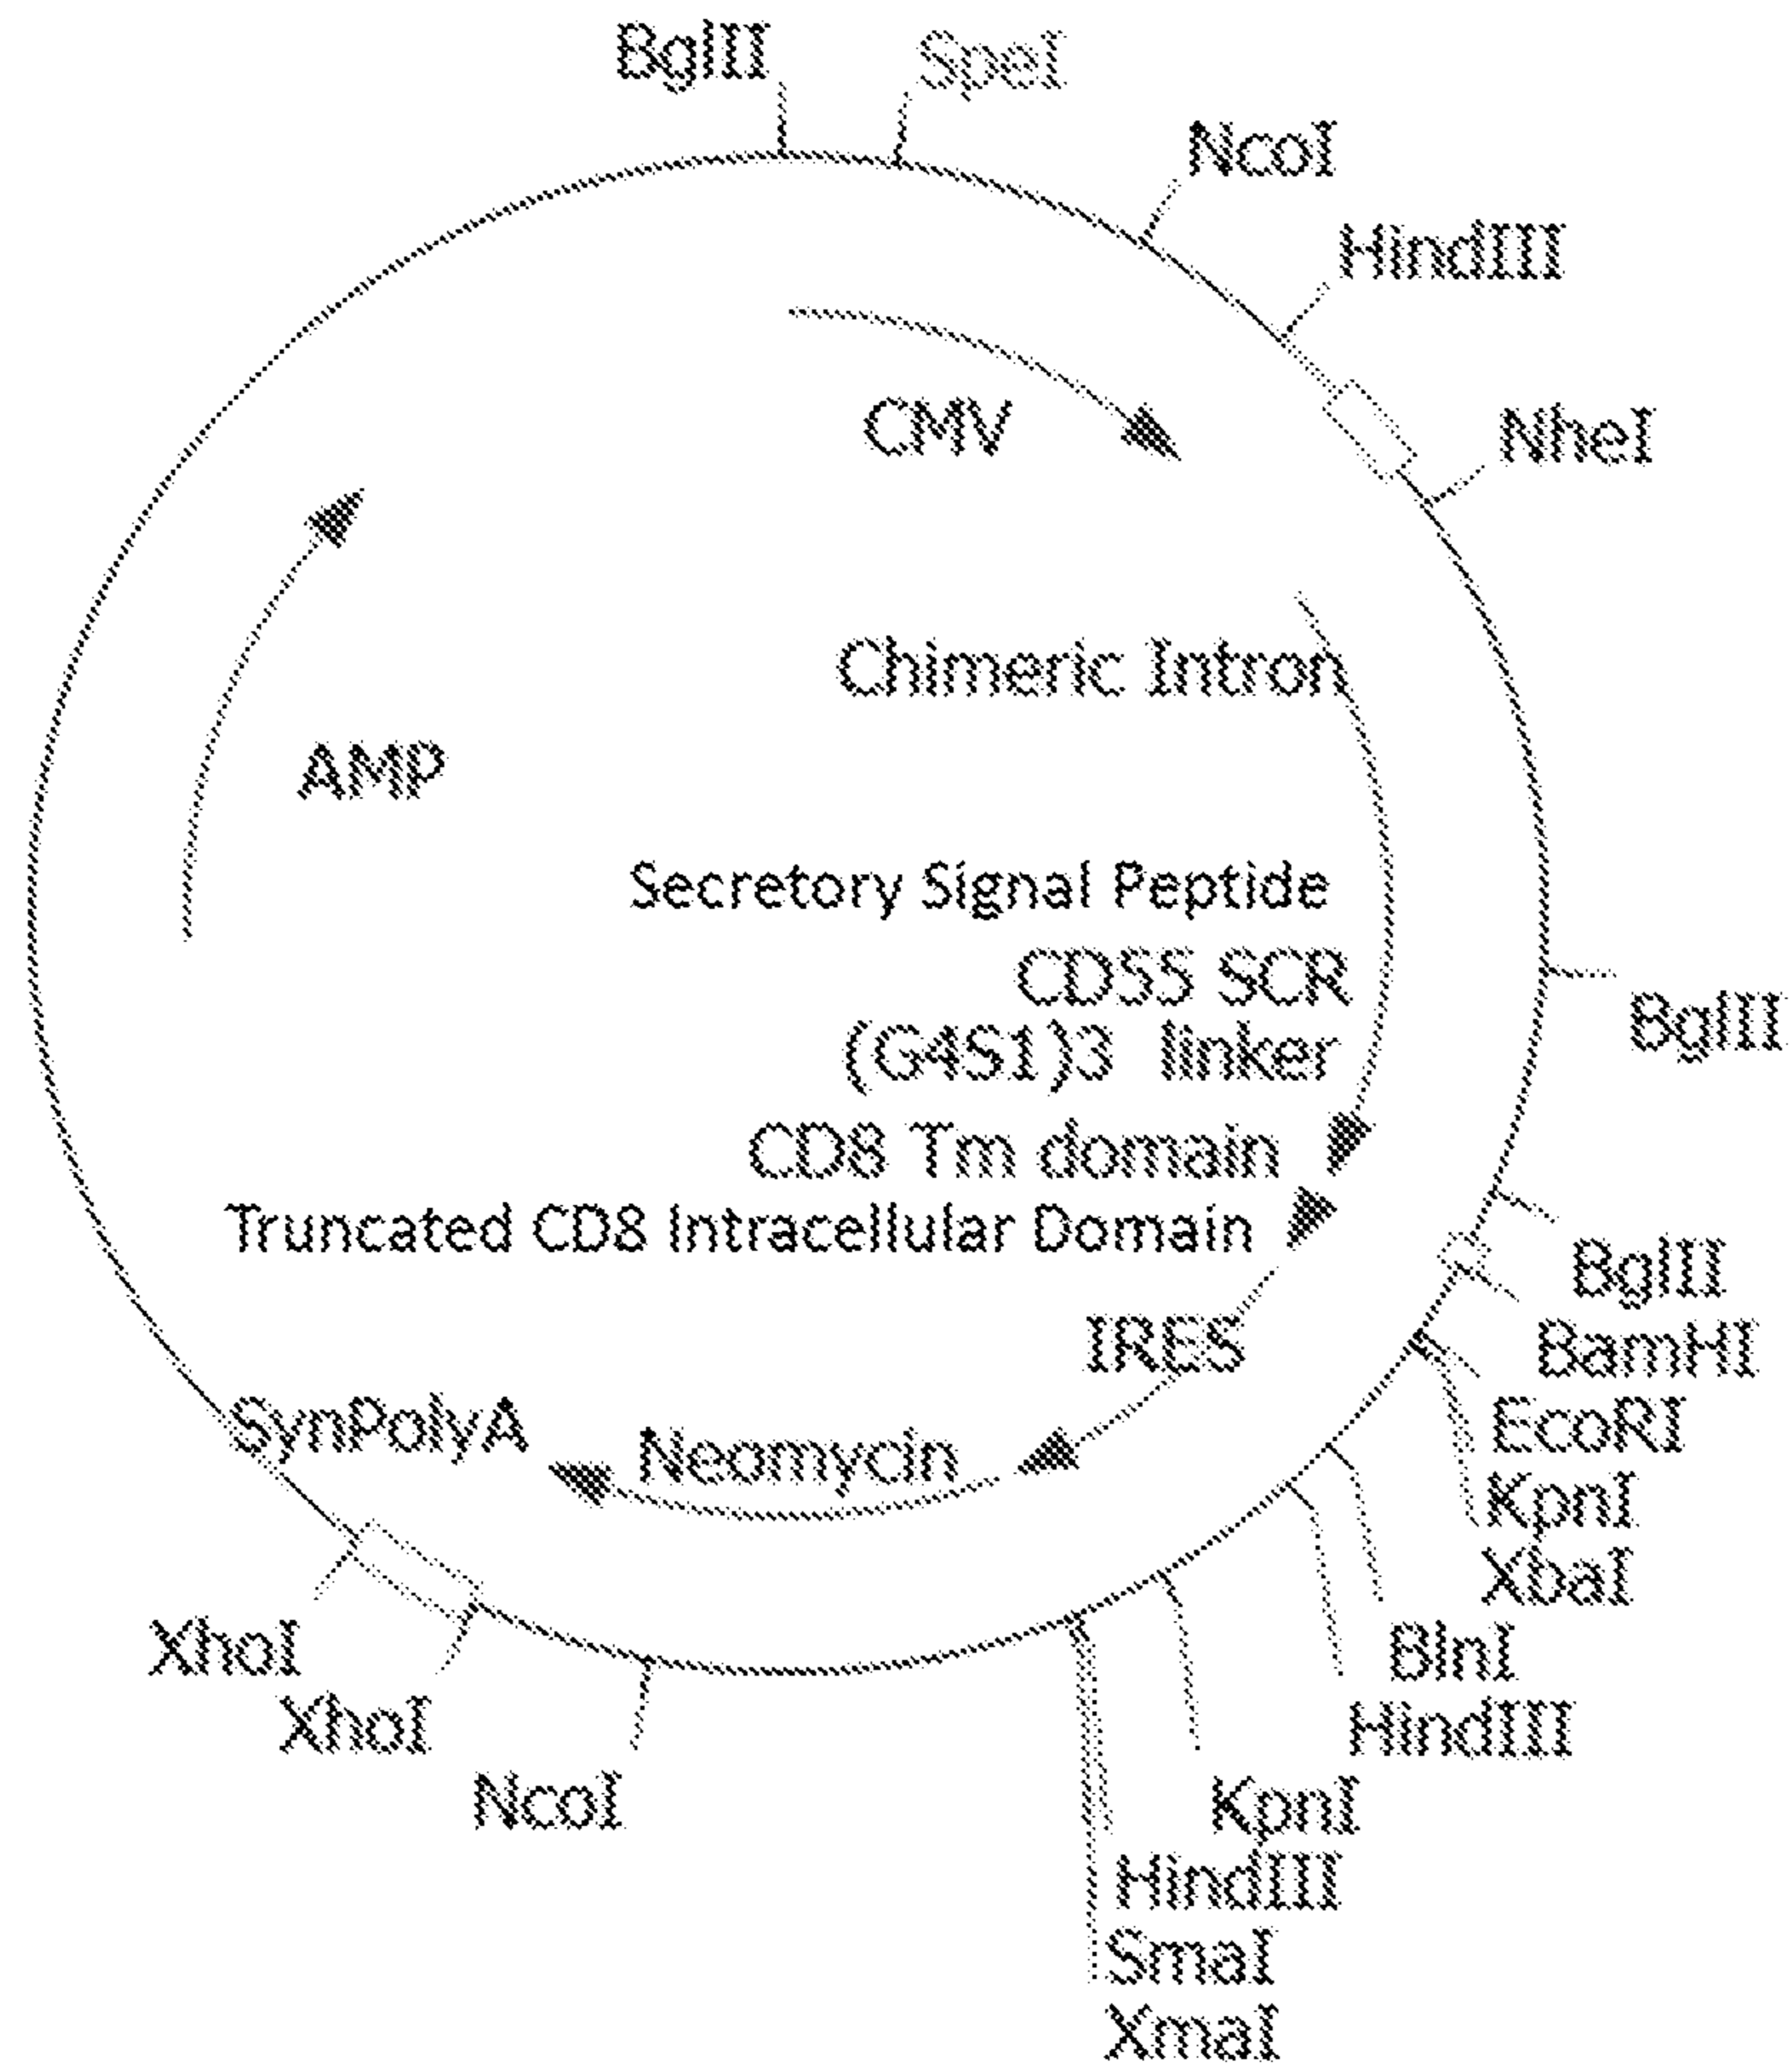 BglII
SpeI
NcoI
HindIII
NheI
CMV
Chimeric Intron
AMP
Secretory Signal Peptide
CD55 SCR
(G4S1)3 linker
CD8 Tm domain
Truncated CD8 Intracellular Domain
IRES
SynPolyA
Neomycin
BglII
BglII
BamHI
EcoRI
KpnI
XbaI
BlnI
HindIII
KpnI
HindIII
SmaI
XmaI
NcoI
XhoI
XhoI